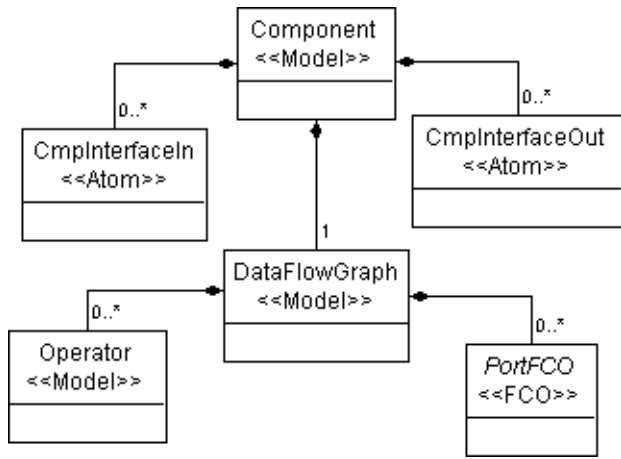 Component
<<Model>>
0..*
0..*
CmpInterfaceIn
<<Atom>>
CmpInterfaceOut
<<Atom>>
1
DataFlowGraph
<<Model>>
0..*
0..*
Operator
<<Model>>
PortFCO
<<FCO>>